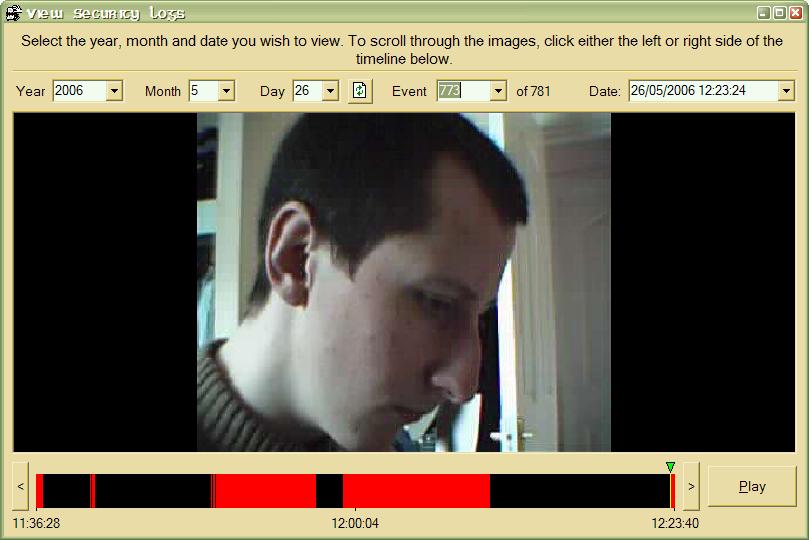 View Security Logs
Select the year, month and date you wish to view. To scroll through the images, click either the left or right side of the
timeline below.
Year 2006 Month 5 Day 26 Event 773 of 781 Date: 26/05/2006 12:23:24
< > Play
11:36:28 12:00:04 12:23:40